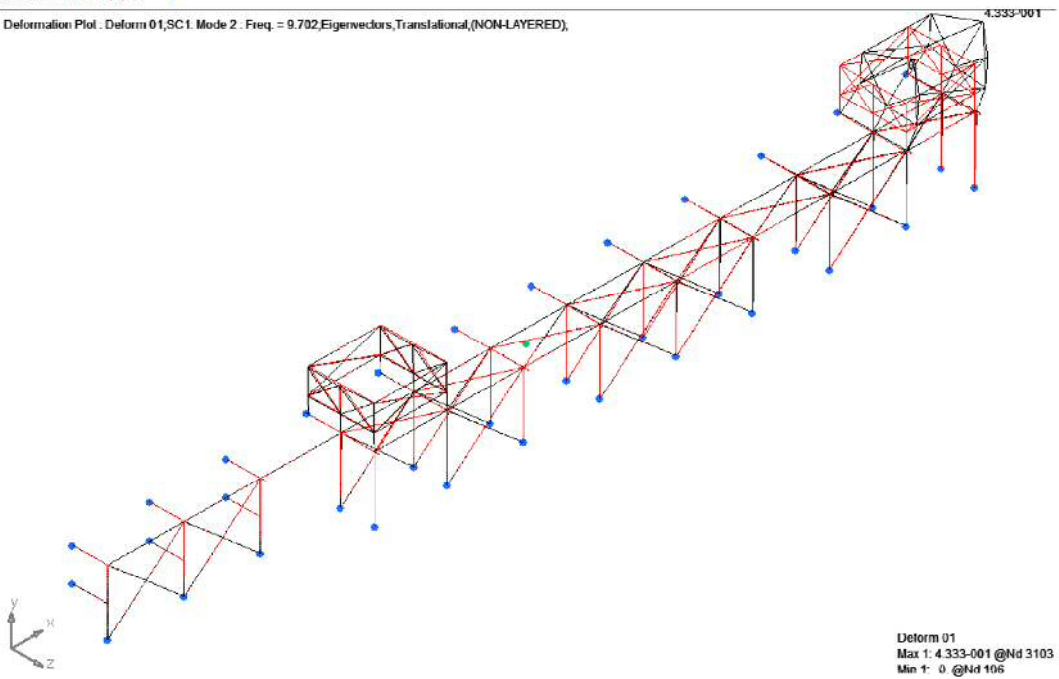 Deformation Plot : Deform 01,SC1: Mode 2 : Freq. = 9.702,Eigenvectors,Translational,(NON-LAYERED);
4.333-001
Y
X
Z
Deform 01
Max 1: 4.333-001 @Nd 3103
Min 1: 0. @Nd 106